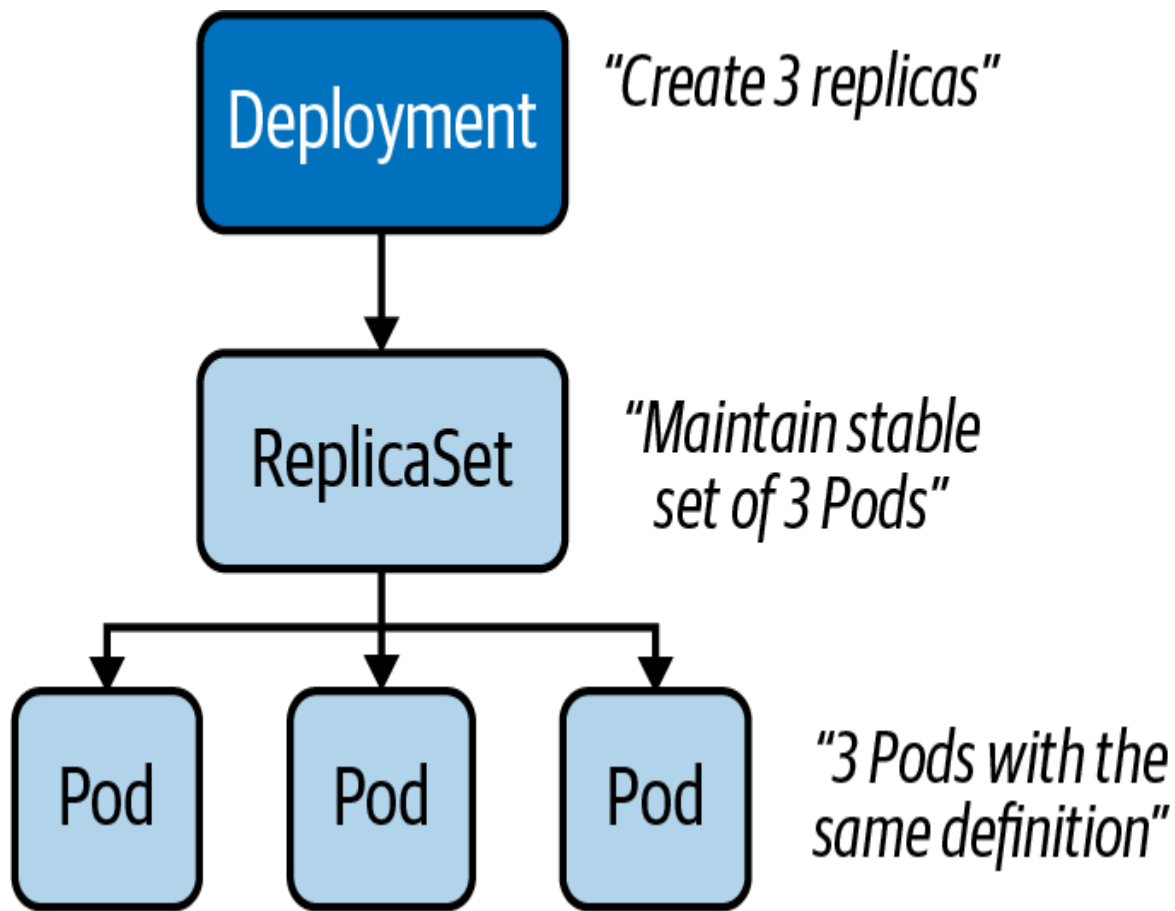 Deployment
“Create 3 replicas”
ReplicaSet
“Maintain stable
set of 3 Pods”
Pod
Pod
Pod
“3 Pods with the
same definition”